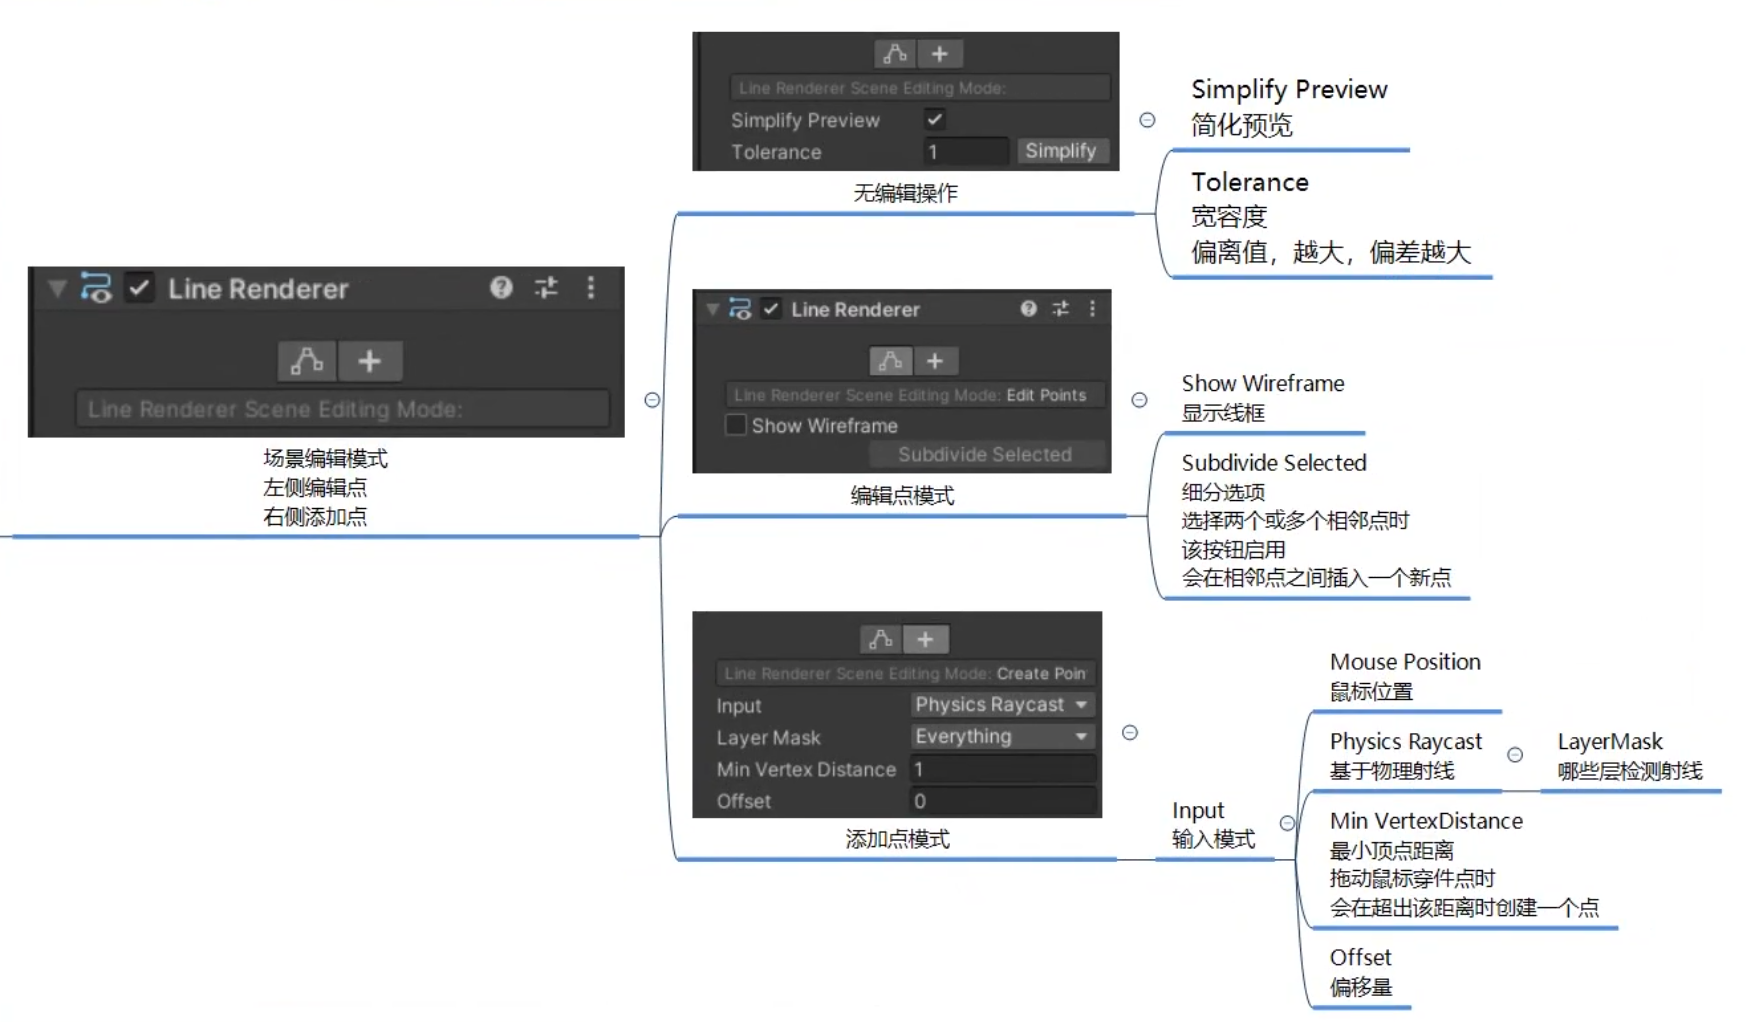 Line Renderer
Line Renderer Scene Editing Mode:
场景编辑模式
左侧编辑点
右侧添加点
Line Renderer Scene Editing Mode:
Simplify Preview
Tolerance
1
Simplify
无编辑操作
Simplify Preview
简化预览
Tolerance
宽容度
偏离值，越大，偏差越大
Line Renderer
Line Renderer Scene Editing Mode: Edit Points
Show Wireframe
Subdivide Selected
编辑点模式
Show Wireframe
显示线框
Subdivide Selected
细分选项
选择两个或多个相邻点时
该按钮启用
会在相邻点之间插入一个新点
Line Renderer Scene Editing Mode: Create Poin
Input Physics Raycast
Layer Mask Everything
Min Vertex Distance 1
Offset 0
添加点模式
Input
输入模式
Mouse Position
鼠标位置
Physics Raycast
基于物理射线
LayerMask
哪些层检测射线
Min VertexDistance
最小顶点距离
拖动鼠标穿件点时
会在超出该距离时创建一个点
Offset
偏移量